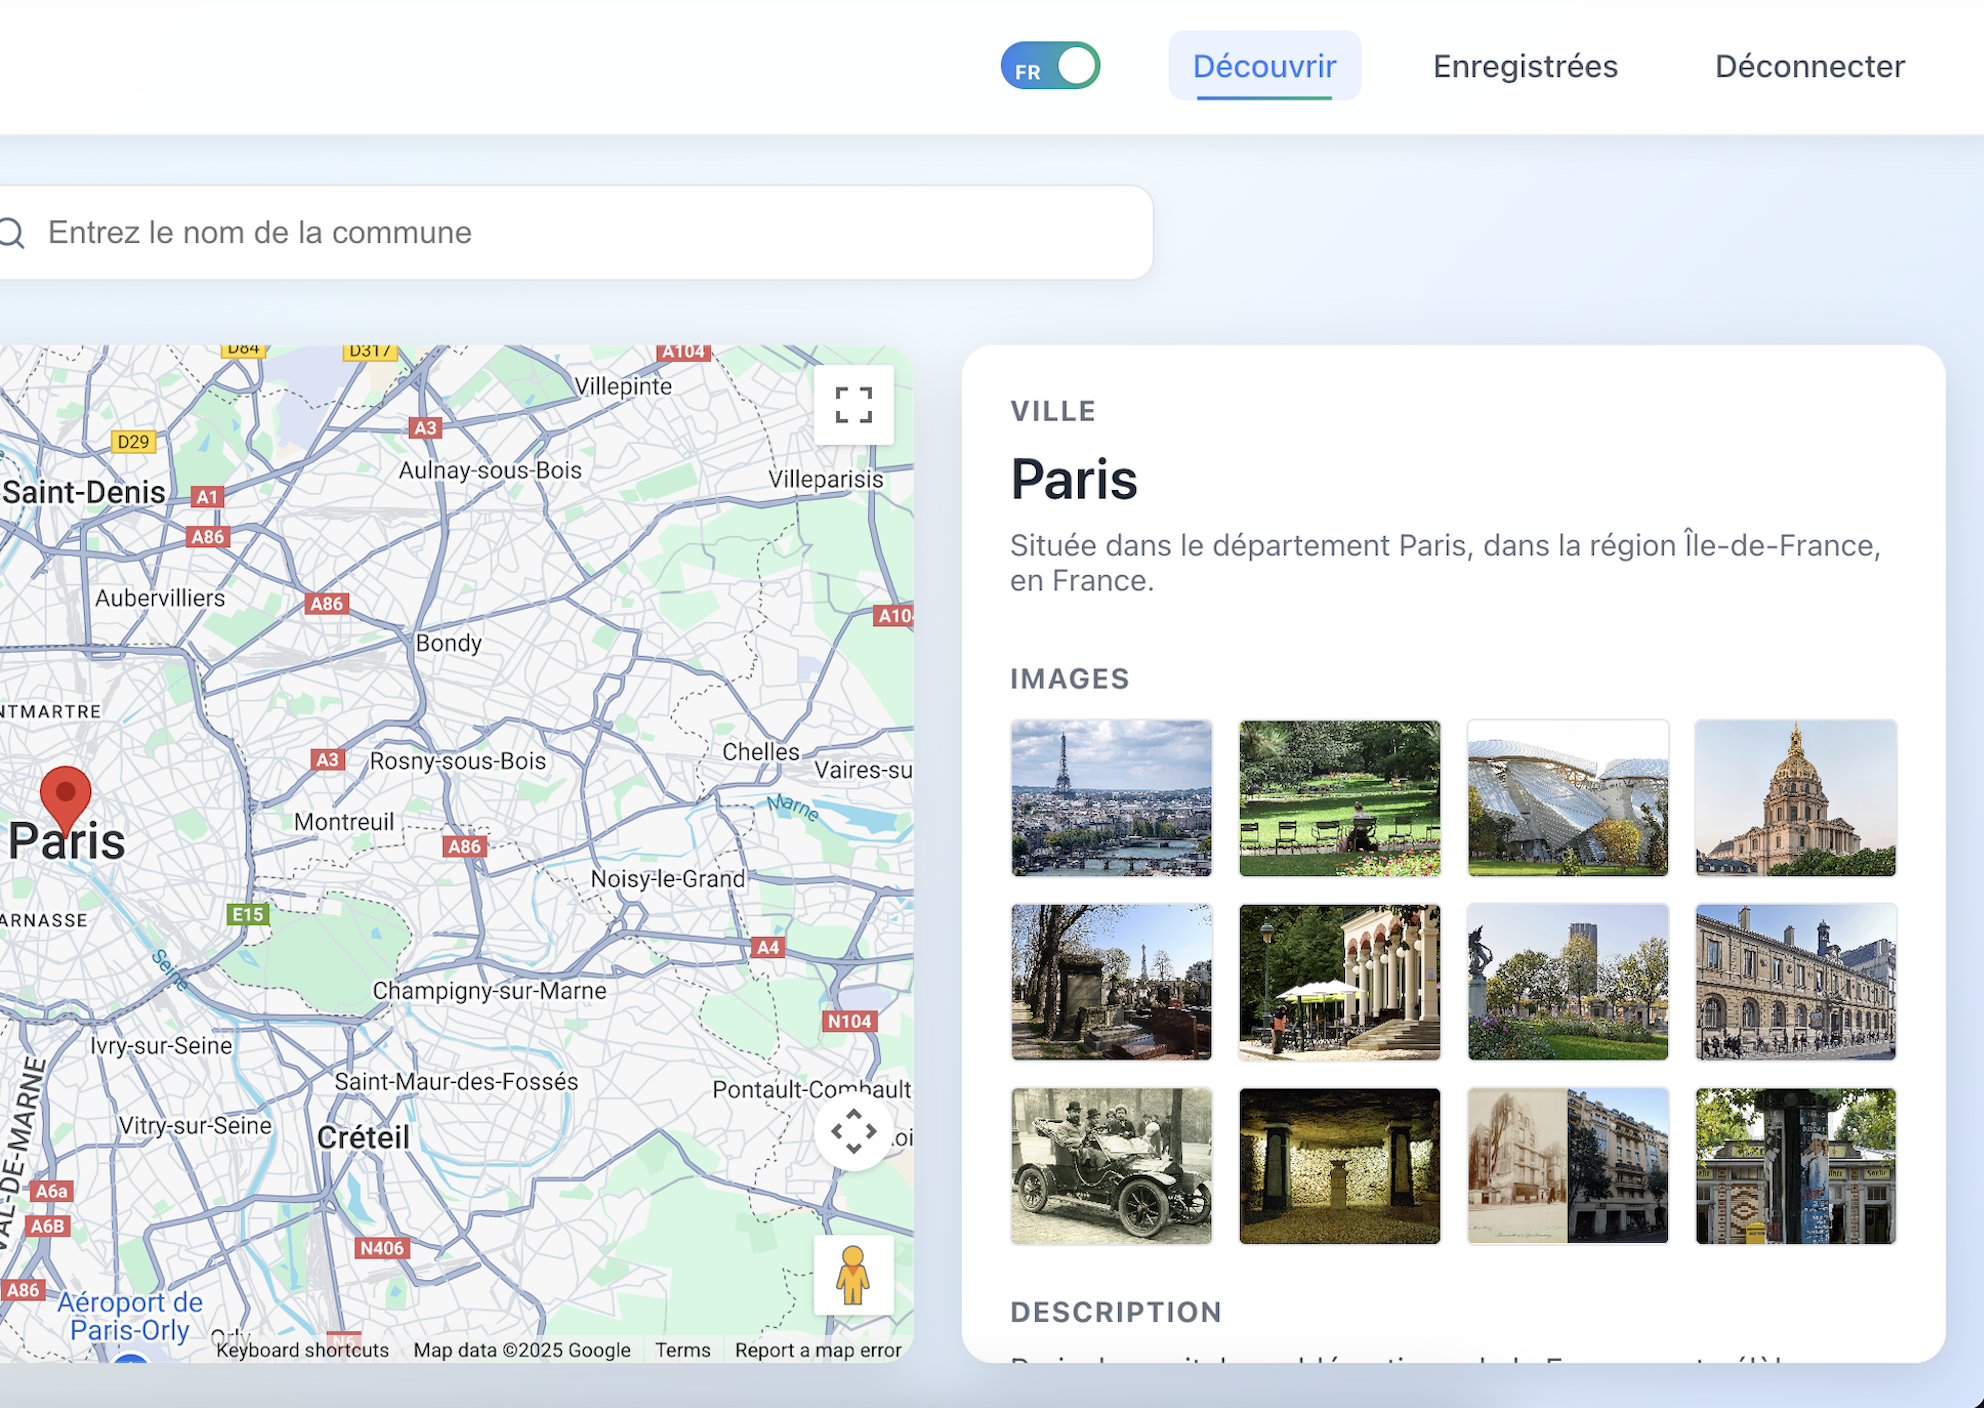 FR
Découvrir
Enregistrées
Déconnecter
Entrez le nom de la commune
D84
D317
A104
Villepinte
A3
D29
Aulnay-sous-Bois
Villeparisis
Saint-Denis
A1
A86
Aubervilliers
A86
Bondy
NTMARTRE
A3
Rosny-sous-Bois
Chelles
Vaires-su
Marne
Montreuil
Paris
A86
Noisy-le-Grand
ARNASSE
E15
A4
Seine
Champigny-sur-Marne
N104
Ivry-sur-Seine
Saint-Maur-des-Fossés
Pontault-Combault
VAL-DE-MARNE
Vitry-sur-Seine
Créteil
A6a
A6B
N406
A86
Aéroport de
Paris-Orly
Orly
N6
Keyboard shortcuts
Map data ©2025 Google
Terms
Report a map error
VILLE
Paris
Située dans le département Paris, dans la région Île-de-France,
en France.
IMAGES
DESCRIPTION